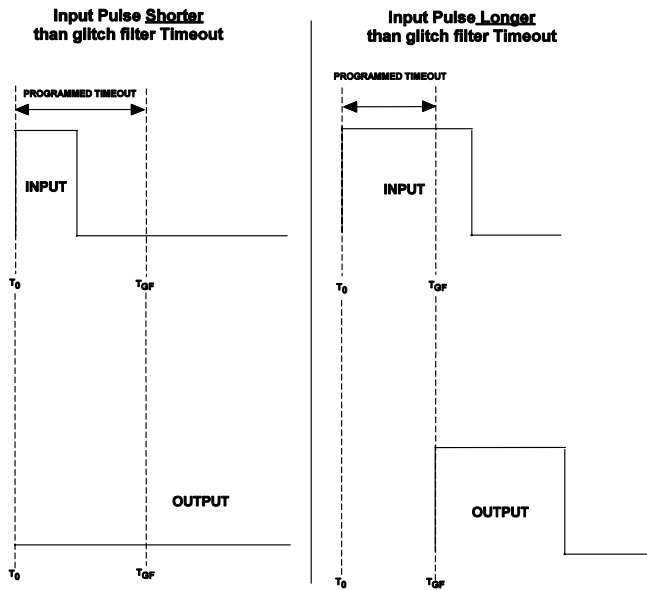 Input Pulse Shorter
than glitch filter Timeout
PROGRAMMED TIMEOUT
INPUT
T0
TGF
OUTPUT
T0
TGF
Input Pulse Longer
than glitch filter Timeout
PROGRAMMED TIMEOUT
INPUT
T0
TGF
OUTPUT
T0
TGF